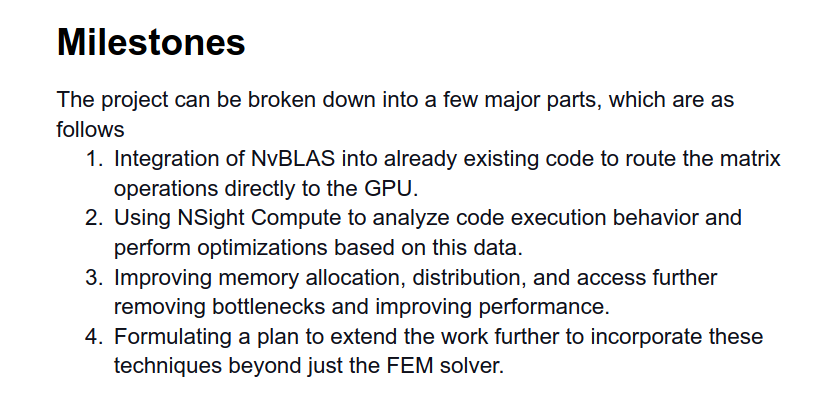 Milestones
The project can be broken down into a few major parts, which are as
follows
1. Integration of NvBLAS into already existing code to route the matrix
operations directly to the GPU.
2. Using NSight Compute to analyze code execution behavior and
perform optimizations based on this data.
3. Improving memory allocation, distribution, and access further
removing bottlenecks and improving performance.
4. Formulating a plan to extend the work further to incorporate these
techniques beyond just the FEM solver.